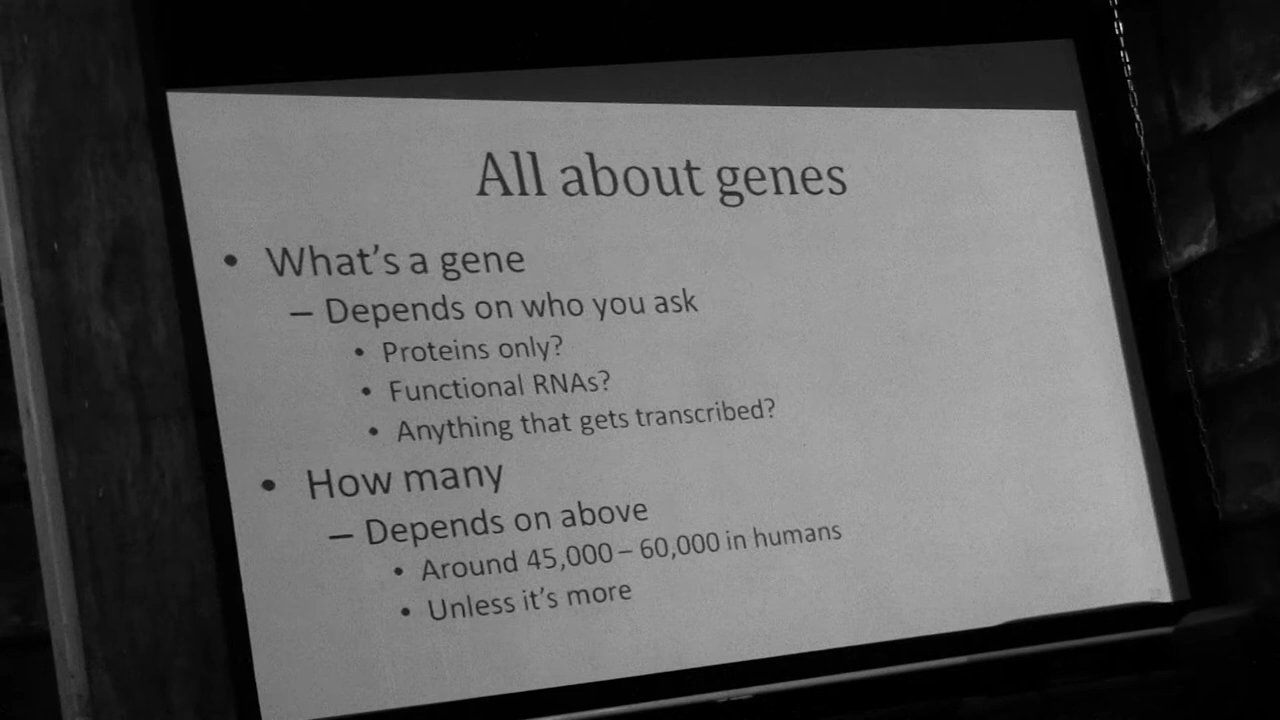 All about genes
• What's a gene
– Depends on who you ask
• Proteins only?
• Functional RNAs?
• Anything that gets transcribed?
• How many
– Depends on above
• Around 45,000 – 60,000 in humans
• Unless it's more